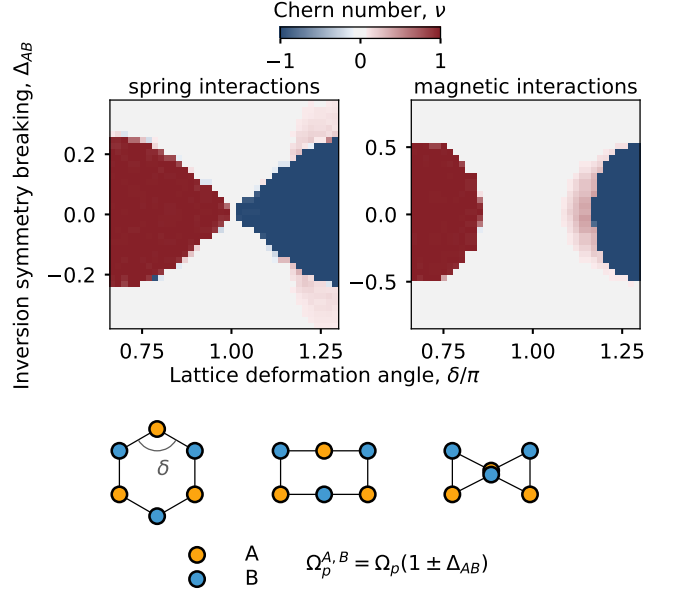 Chern number, ν
−1 0 1
Inversion symmetry breaking, Δ_AB
spring interactions
magnetic interactions
0.2
0.0
−0.2
0.5
0.0
−0.5
0.75 1.00 1.25
0.75 1.00 1.25
Lattice deformation angle, δ/π
δ
A
B
Ω_p^{A, B} = Ω_p(1 ± Δ_AB)